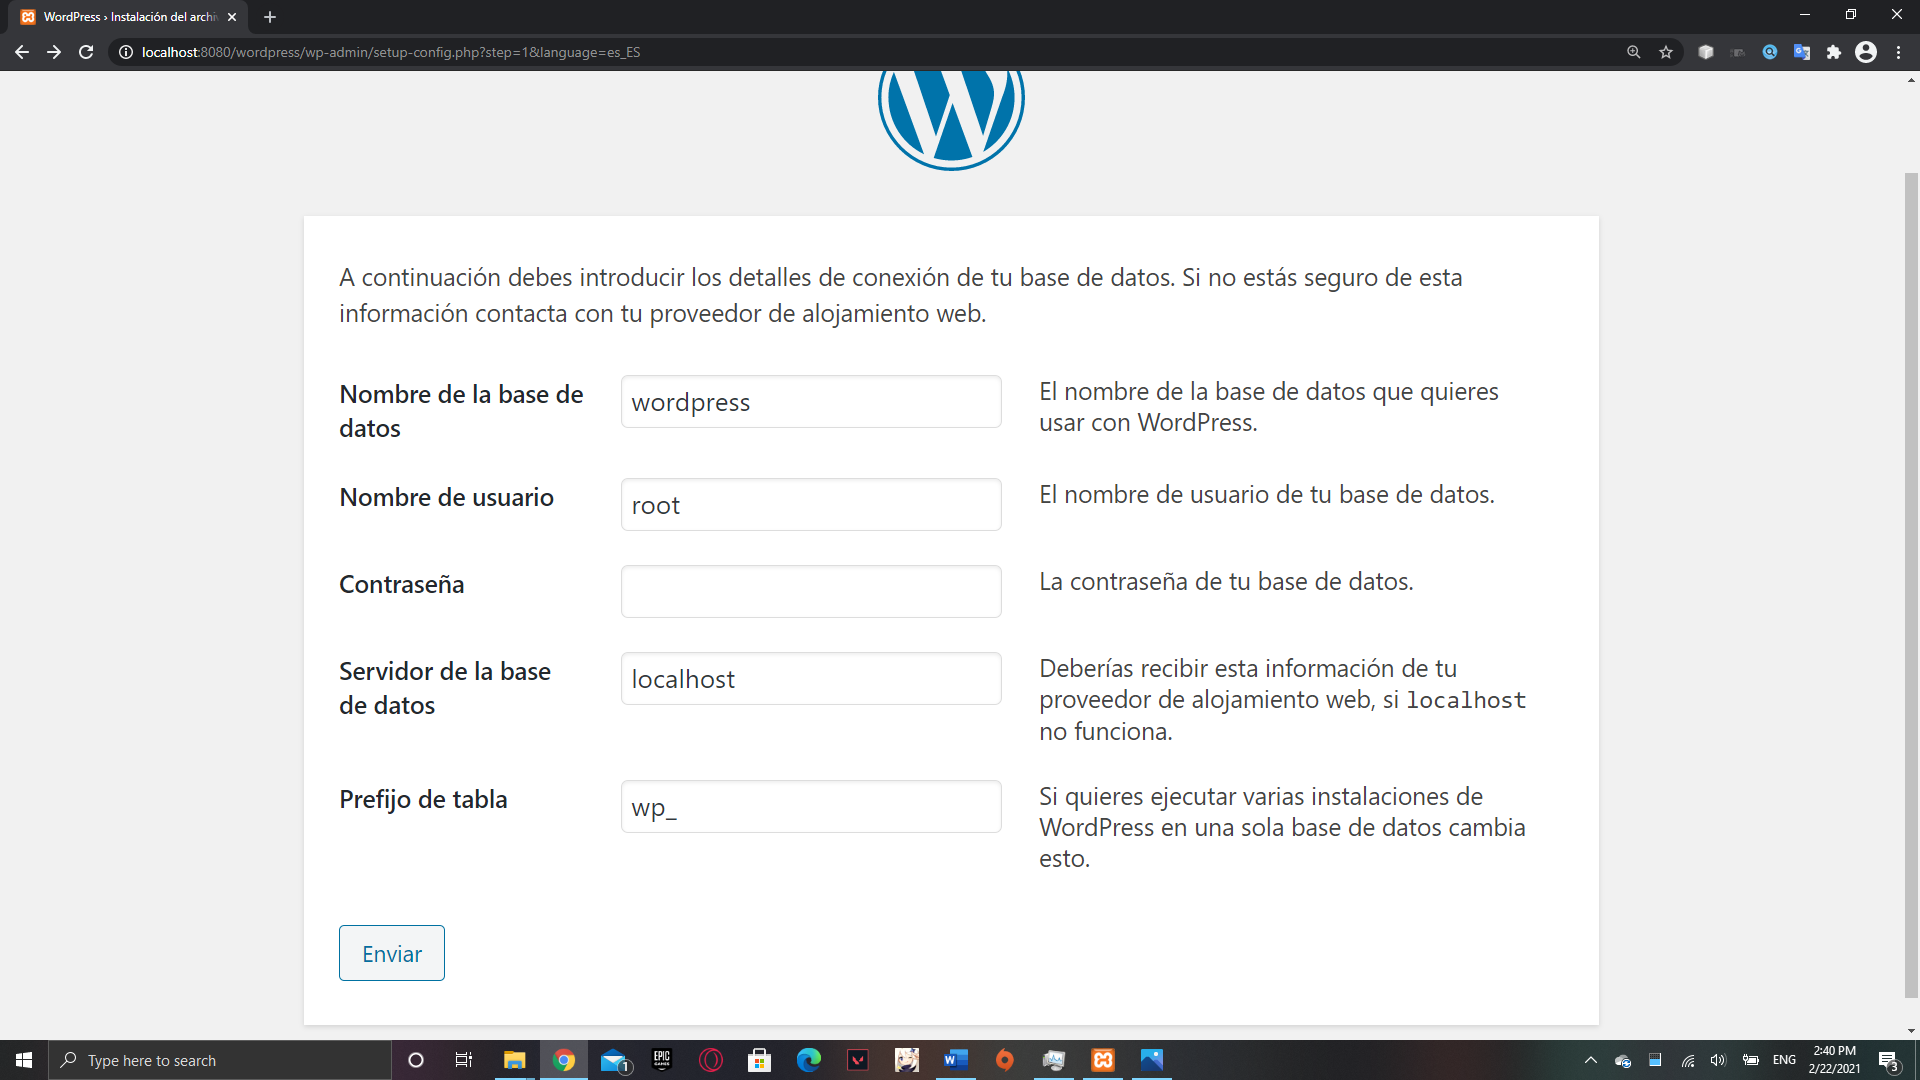 WordPress › Instalación del archi
localhost:8080/wordpress/wp-admin/setup-config.php?step=1&language=es_ES
A continuación debes introducir los detalles de conexión de tu base de datos. Si no estás seguro de esta
información contacta con tu proveedor de alojamiento web.
Nombre de la base de
datos
wordpress
El nombre de la base de datos que quieres
usar con WordPress.
Nombre de usuario
root
El nombre de usuario de tu base de datos.
Contraseña
La contraseña de tu base de datos.
Servidor de la base
de datos
localhost
Deberías recibir esta información de tu
proveedor de alojamiento web, si localhost
no funciona.
Prefijo de tabla
wp_
Si quieres ejecutar varias instalaciones de
WordPress en una sola base de datos cambia
esto.
Enviar
Type here to search
1
EPIC
GAMES
ENG
2:40 PM
2/22/2021
3